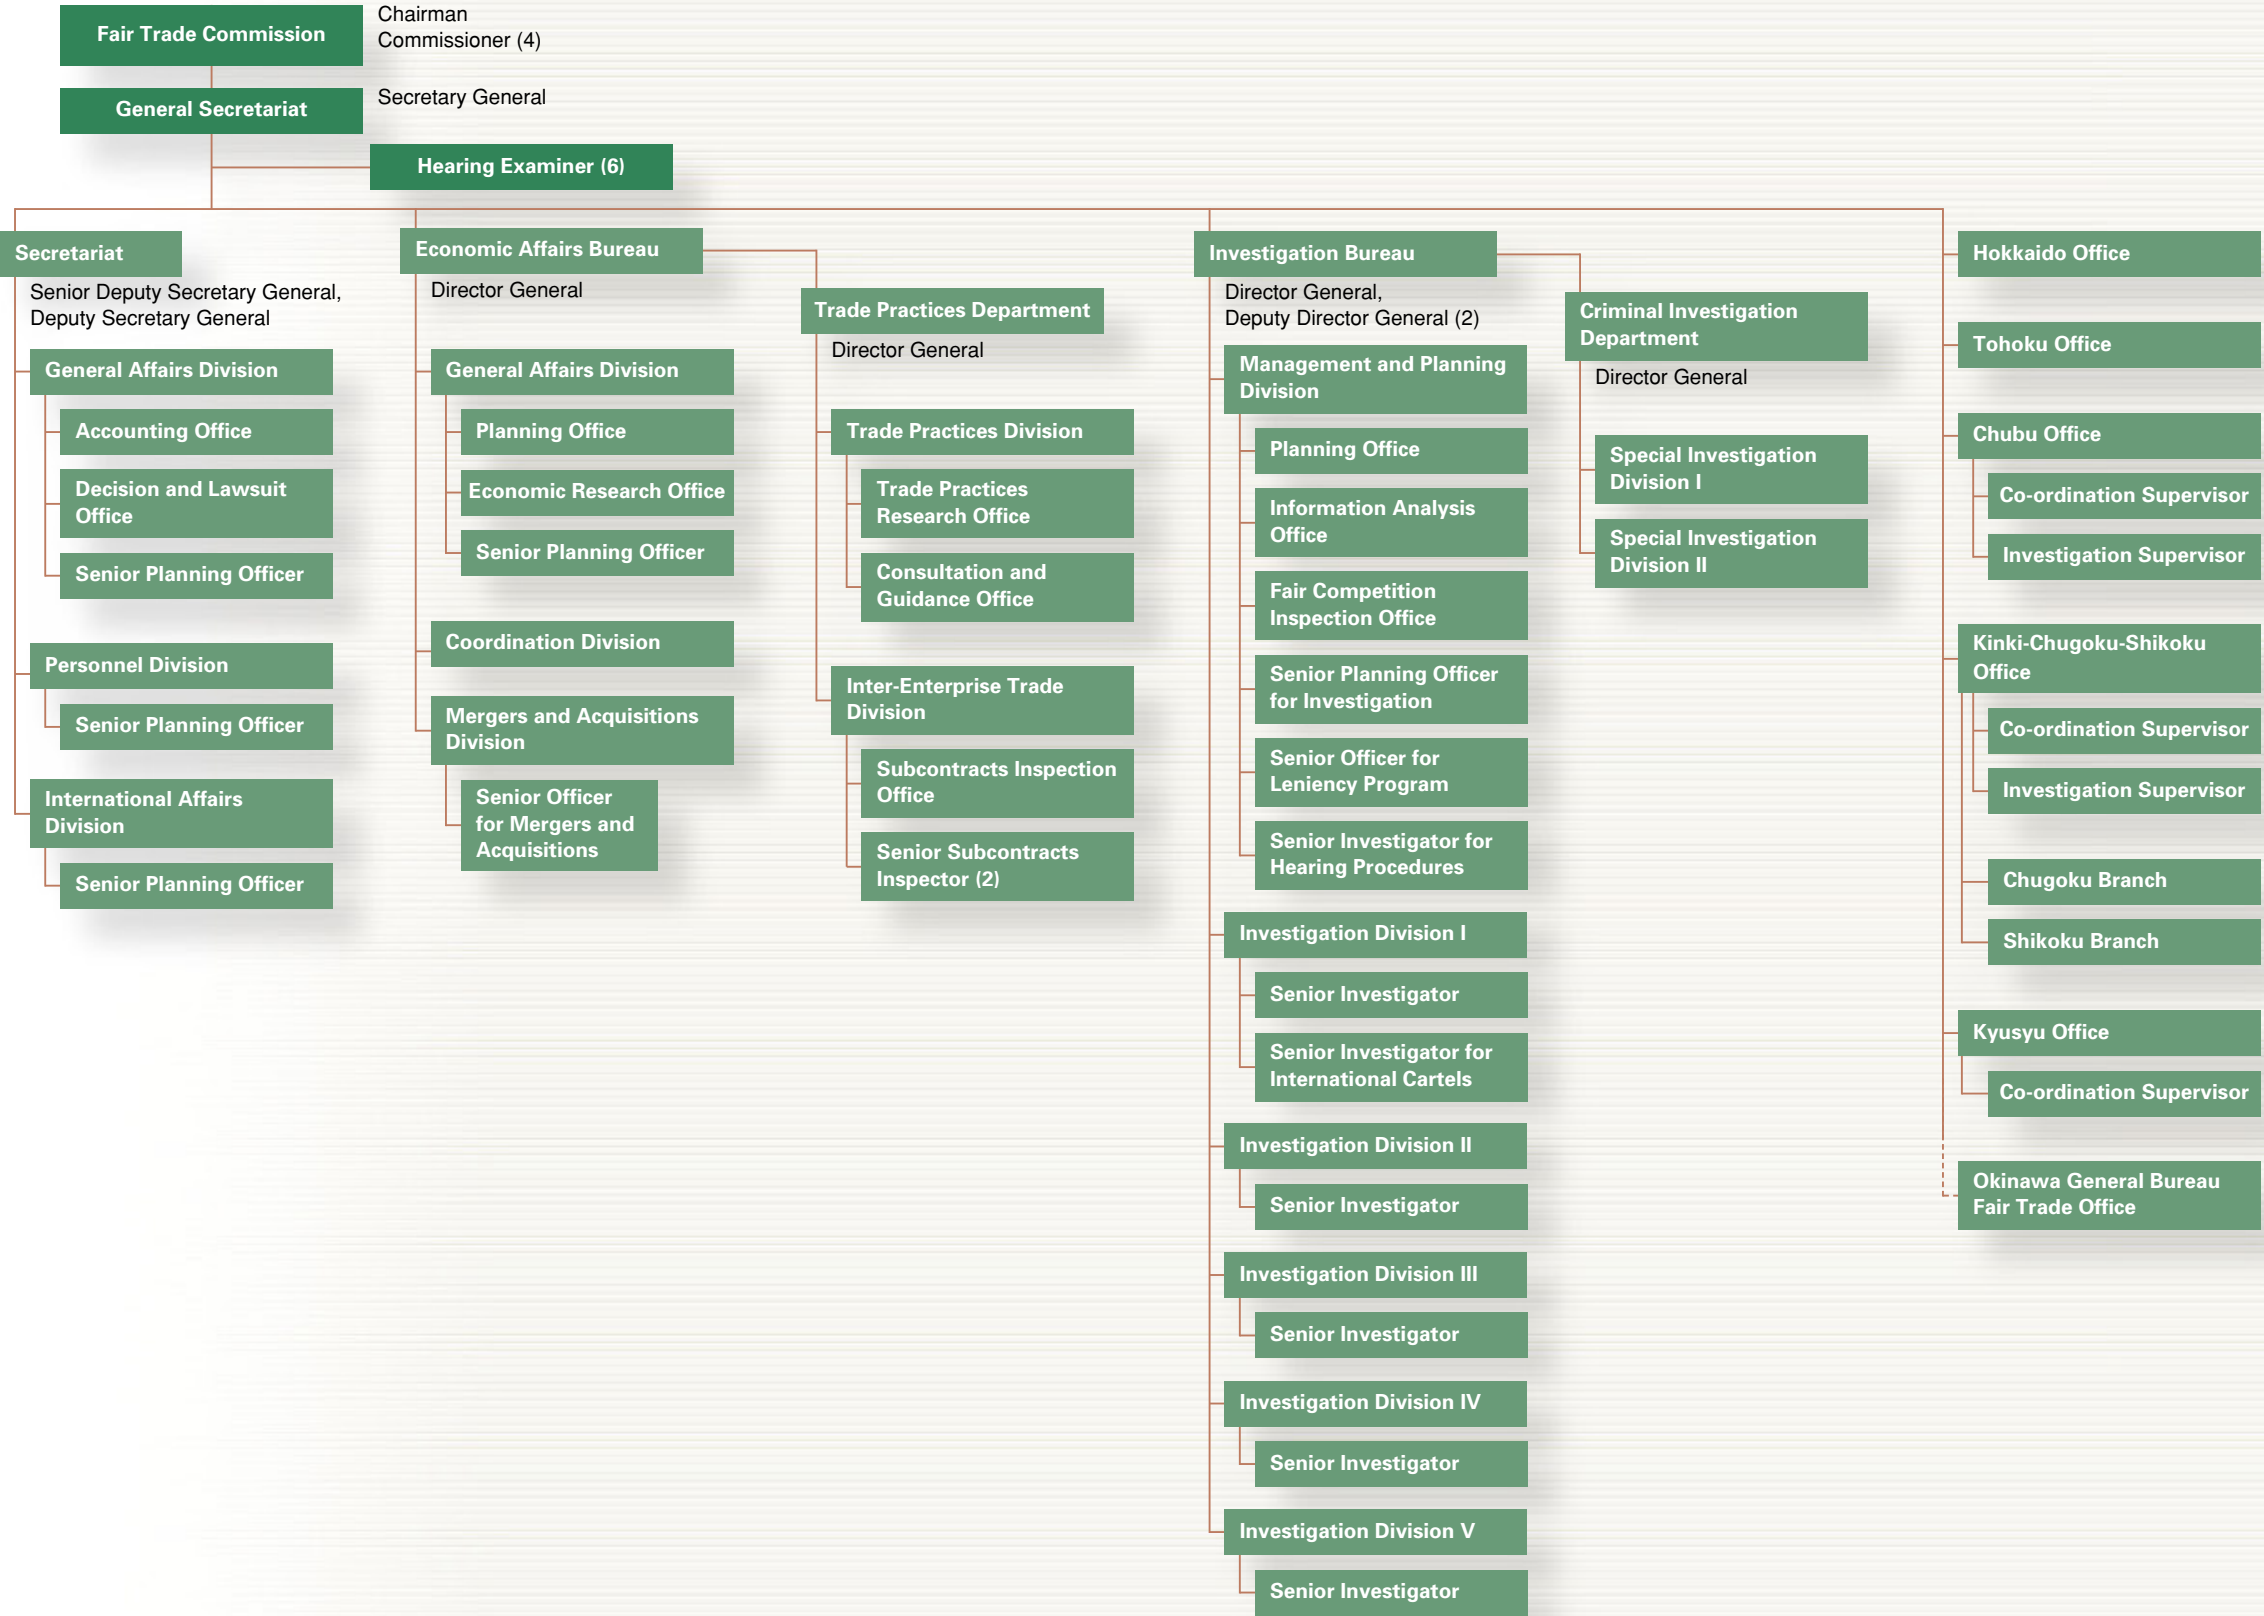 Fair Trade Commission
Chairman
Commissioner (4)
General Secretariat
Secretary General
Hearing Examiner (6)
Secretariat
Senior Deputy Secretary General,
Deputy Secretary General
General Affairs Division
Accounting Office
Decision and Lawsuit
Office
Senior Planning Officer
Personnel Division
Senior Planning Officer
International Affairs
Division
Senior Planning Officer
Economic Affairs Bureau
Director General
General Affairs Division
Planning Office
Economic Research Office
Senior Planning Officer
Coordination Division
Mergers and Acquisitions
Division
Senior Officer
for Mergers and
Acquisitions
Trade Practices Department
Director General
Trade Practices Division
Trade Practices
Research Office
Consultation and
Guidance Office
Inter-Enterprise Trade
Division
Subcontracts Inspection
Office
Senior Subcontracts
Inspector (2)
Investigation Bureau
Director General,
Deputy Director General (2)
Management and Planning
Division
Planning Office
Information Analysis
Office
Fair Competition
Inspection Office
Senior Planning Officer
for Investigation
Senior Officer for
Leniency Program
Senior Investigator for
Hearing Procedures
Investigation Division I
Senior Investigator
Senior Investigator for
International Cartels
Investigation Division II
Senior Investigator
Investigation Division III
Senior Investigator
Investigation Division IV
Senior Investigator
Investigation Division V
Senior Investigator
Criminal Investigation
Department
Director General
Special Investigation
Division I
Special Investigation
Division II
Hokkaido Office
Tohoku Office
Chubu Office
Co-ordination Supervisor
Investigation Supervisor
Kinki-Chugoku-Shikoku
Office
Co-ordination Supervisor
Investigation Supervisor
Chugoku Branch
Shikoku Branch
Kyusyu Office
Co-ordination Supervisor
Okinawa General Bureau
Fair Trade Office